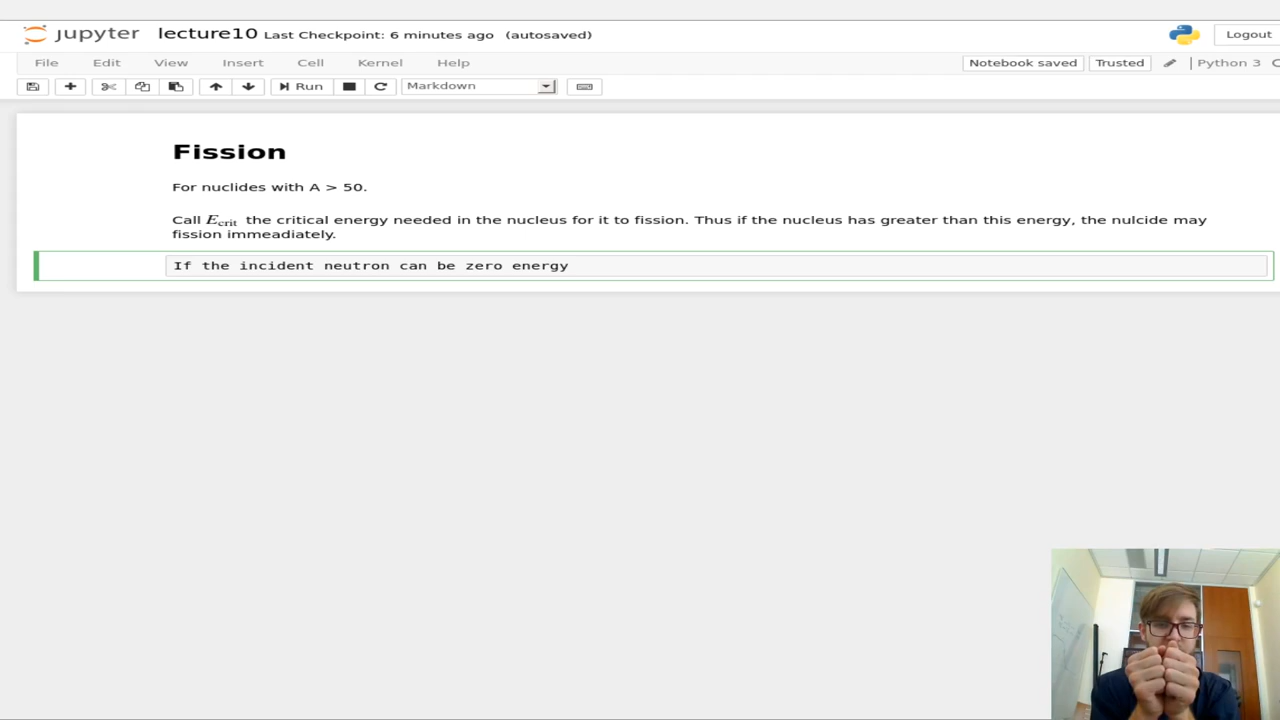 jupyter lecture10 Last Checkpoint: 6 minutes ago (autosaved) Logout
File Edit View Insert Cell Kernel Help Notebook saved Trusted Python 3
Run Markdown
Fission
For nuclides with A > 50.
Call E_crit the critical energy needed in the nucleus for it to fission. Thus if the nucleus has greater than this energy, the nulcide may
fission immeadiately.
If the incident neutron can be zero energy